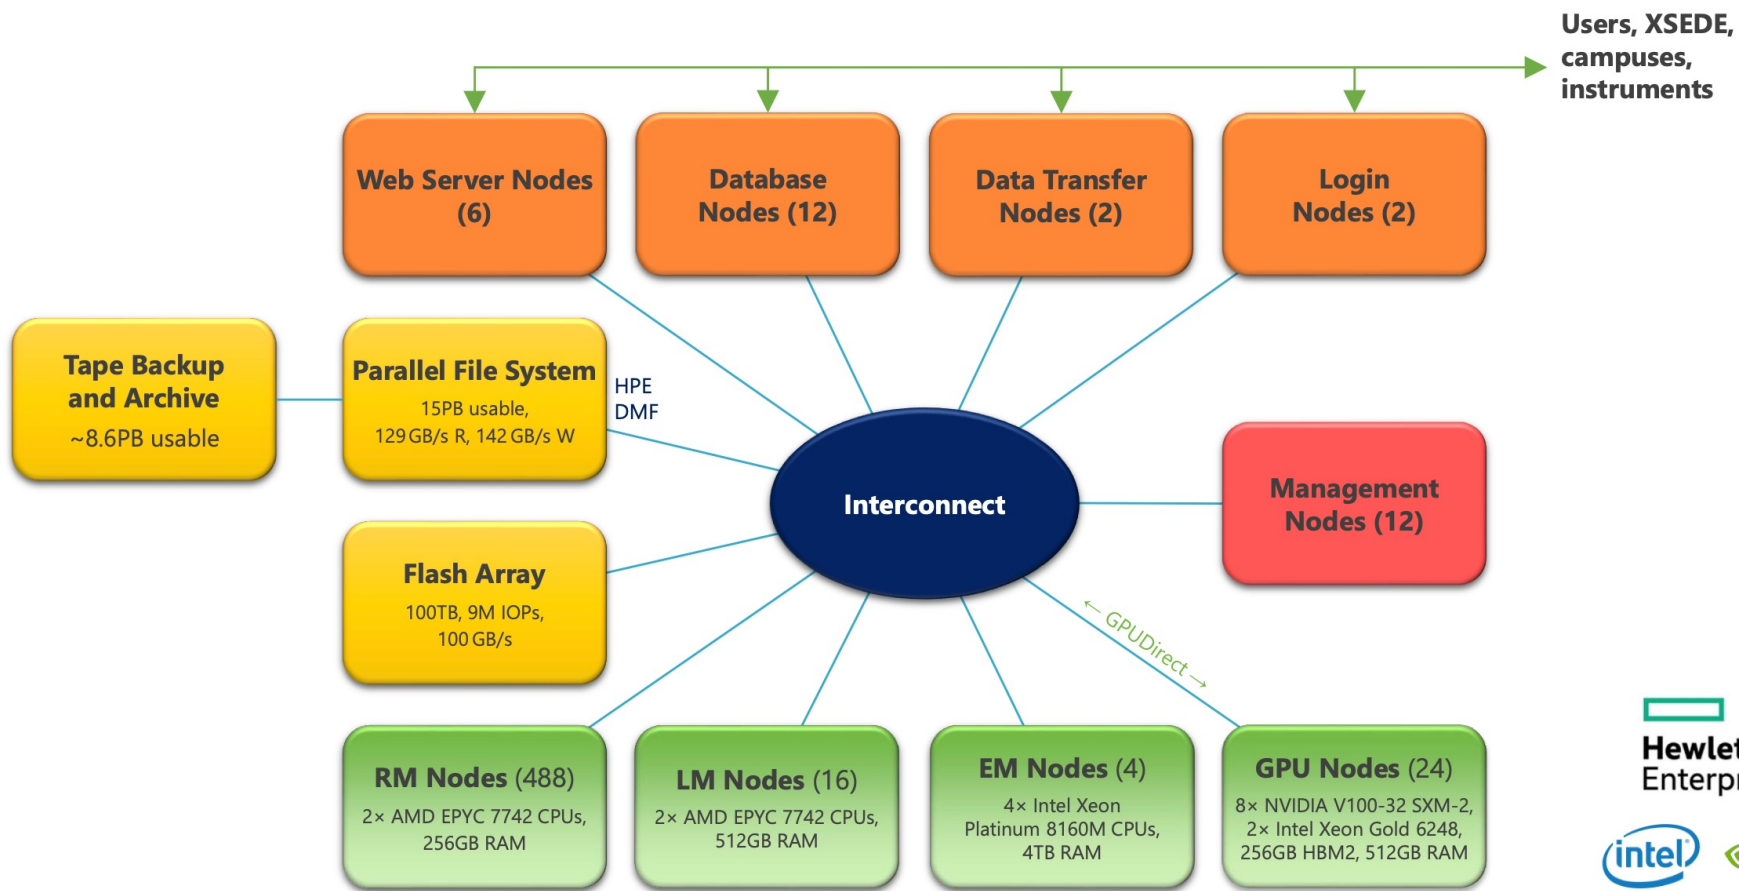 Users, XSEDE,
campuses,
instruments
Web Server Nodes
(6)
Database
Nodes (12)
Data Transfer
Nodes (2)
Login
Nodes (2)
Tape Backup
and Archive
~8.6PB usable
Parallel File System
15PB usable,
129 GB/s R, 142 GB/s W
HPE
DMF
Interconnect
Management
Nodes (12)
Flash Array
100TB, 9M IOPs,
100 GB/s
← GPUDirect →
RM Nodes (488)
2× AMD EPYC 7742 CPUs,
256GB RAM
LM Nodes (16)
2× AMD EPYC 7742 CPUs,
512GB RAM
EM Nodes (4)
4× Intel Xeon
Platinum 8160M CPUs,
4TB RAM
GPU Nodes (24)
8× NVIDIA V100-32 SXM-2,
2× Intel Xeon Gold 6248,
256GB HBM2, 512GB RAM
Hewlet
Enterpr
intel